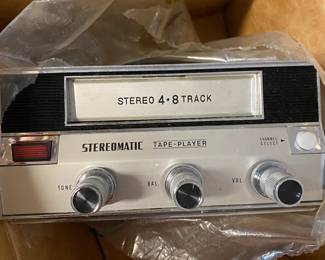 STEREO 4•8 TRACK
STEREOMATIC TAPE-PLAYER
CHANNEL
SELECT
TONE
BAL.
VOL.